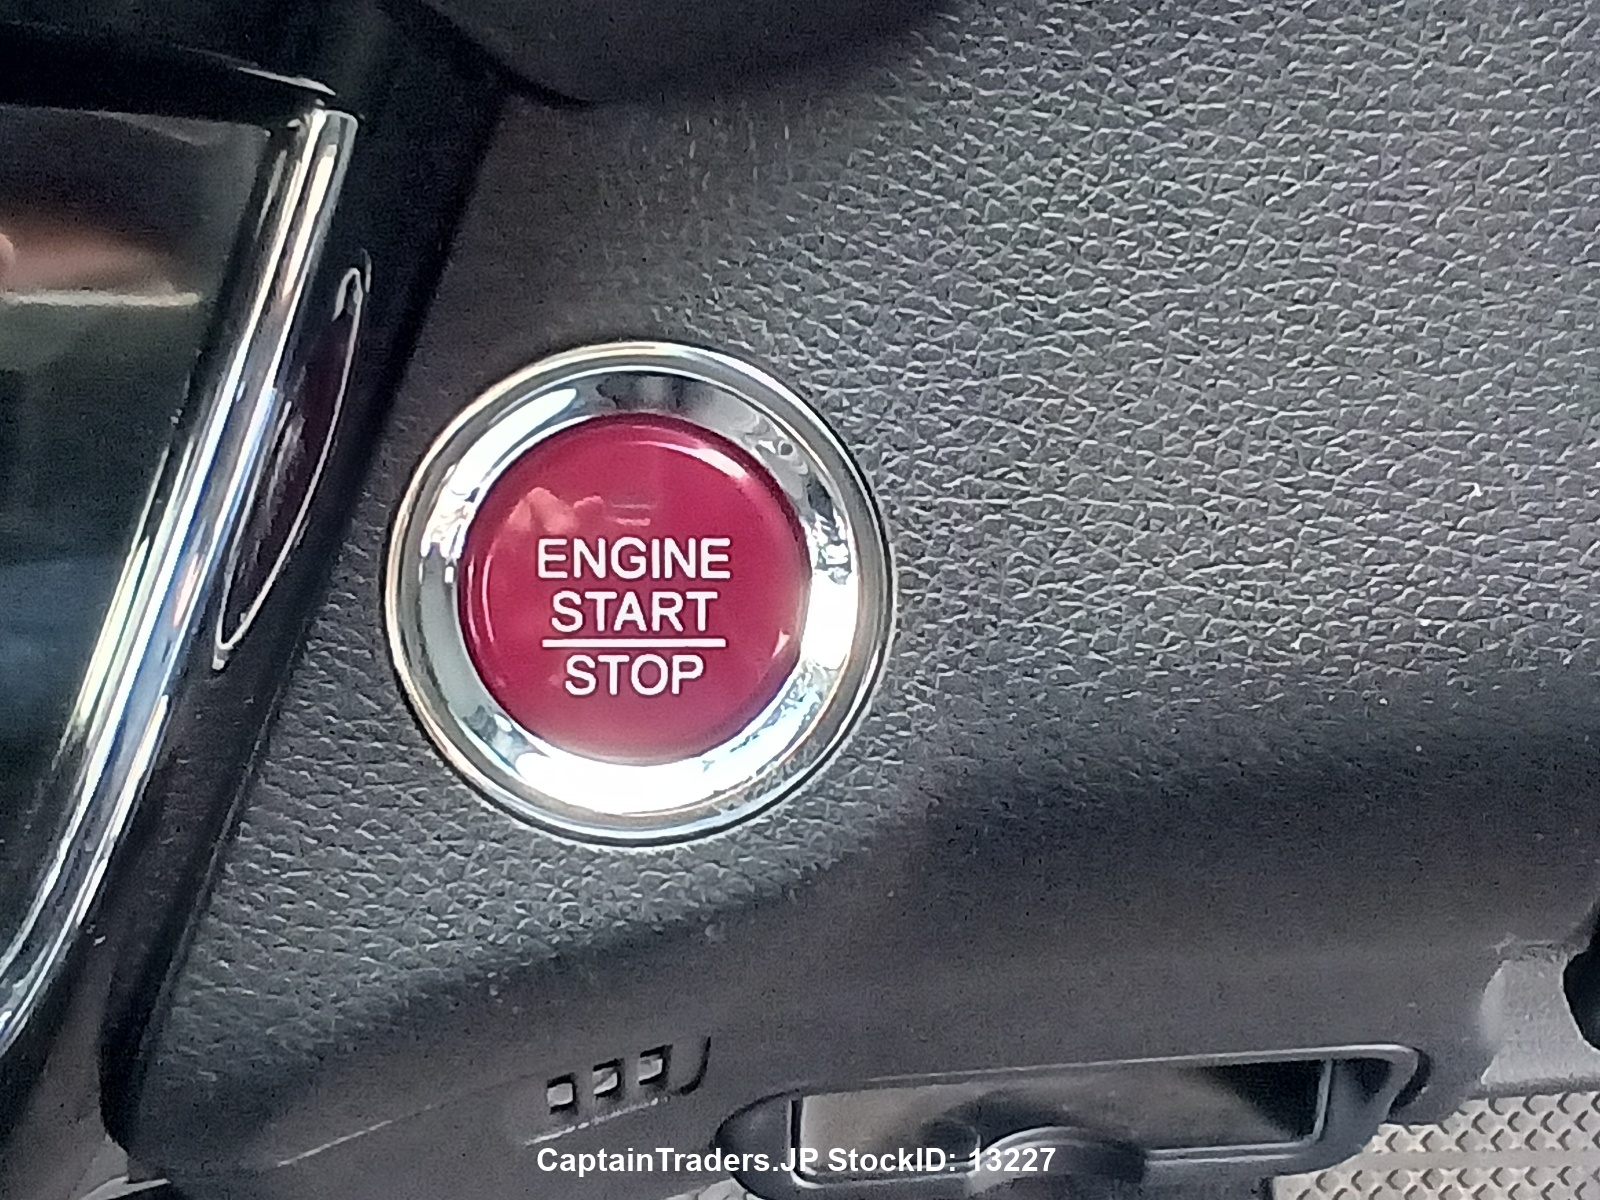 ENGINE
START
STOP
CaptainTraders.JP StockID: 13227